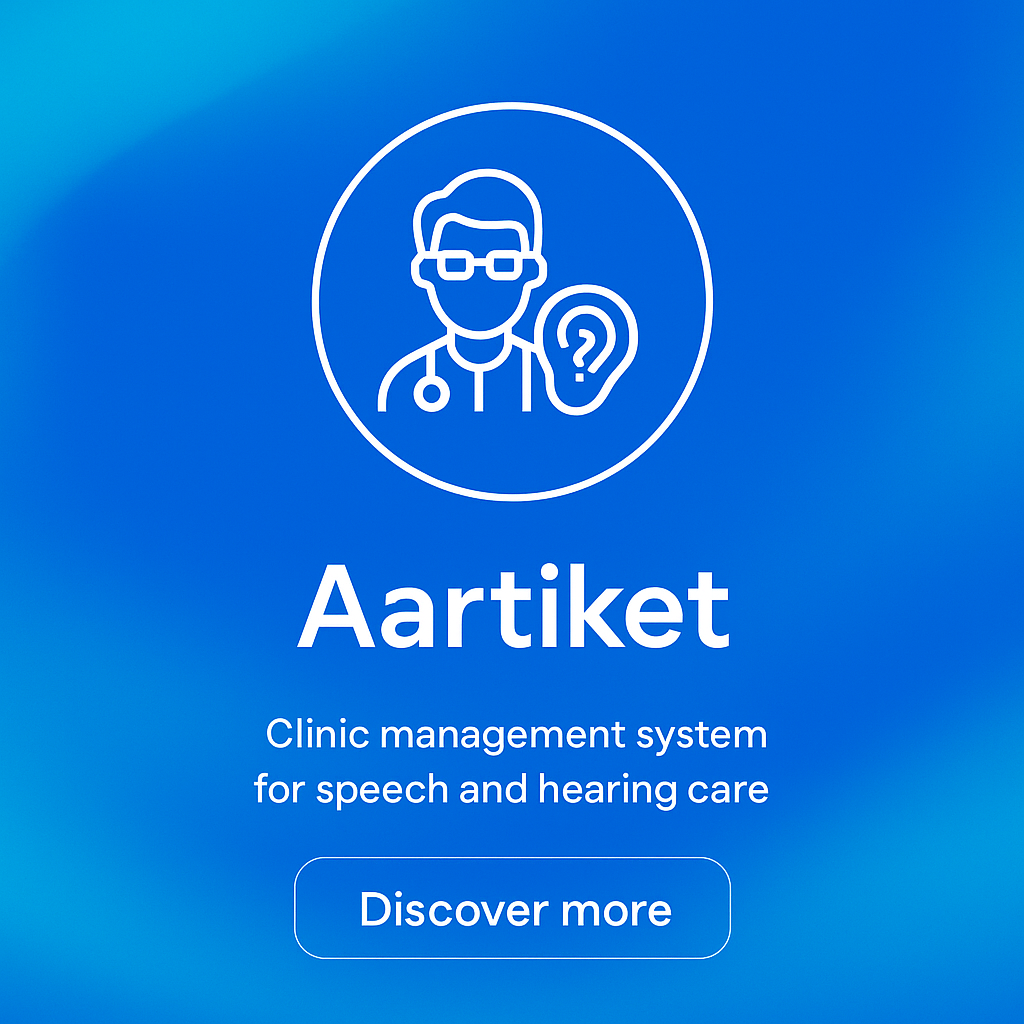 ?
Aartiket
Clinic management system
for speech and hearing care
Discover more